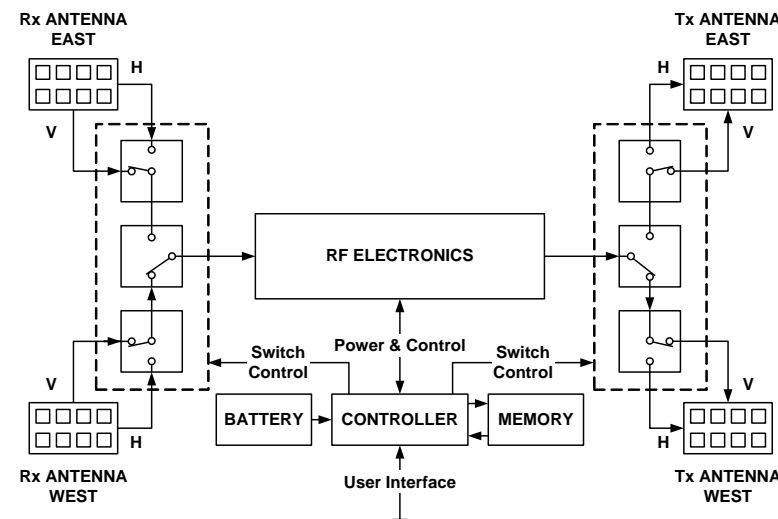 Rx ANTENNA
EAST
H
V
Tx ANTENNA
EAST
H
V
RF ELECTRONICS
Switch
Control
Power & Control
Switch
Control
BATTERY
CONTROLLER
MEMORY
User Interface
V
H
Rx ANTENNA
WEST
V
H
Tx ANTENNA
WEST